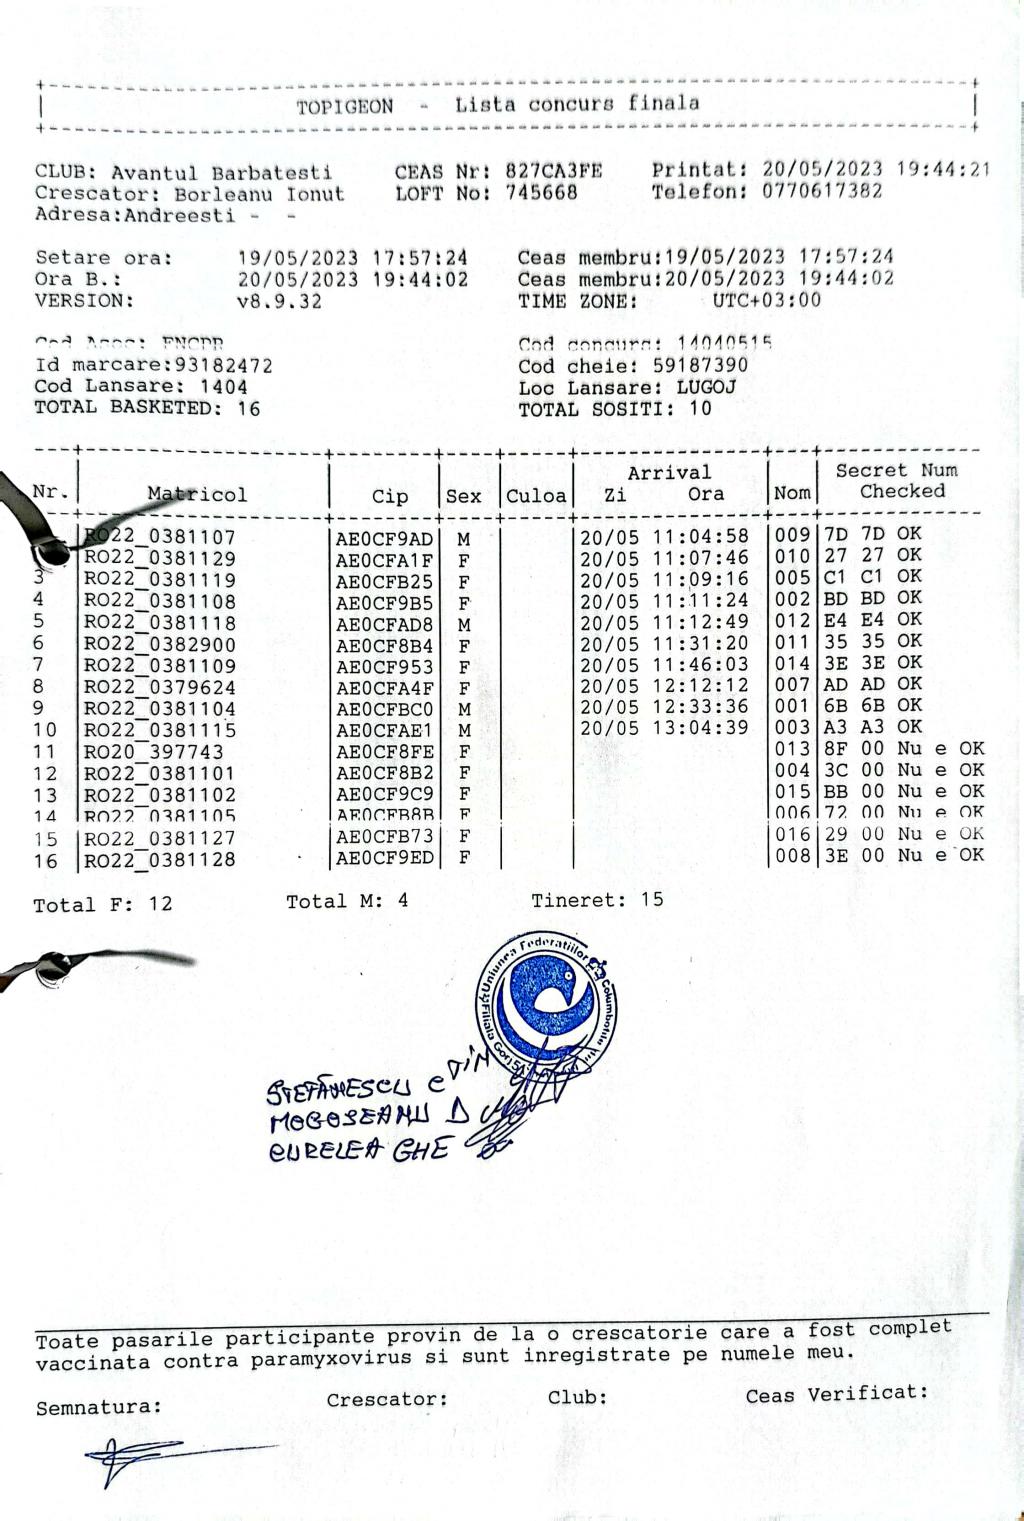 TOPIGEON - Lista concurs finala
CLUB: Avantul Barbatesti CEAS Nr: 827CA3FE Printat: 20/05/2023 19:44:21
Crescator: Borleanu Ionut LOFT No: 745668 Telefon: 0770617382
Adresa:Andreesti - -
Setare ora: 19/05/2023 17:57:24 Ceas membru:19/05/2023 17:57:24
Ora B.: 20/05/2023 19:44:02 Ceas membru:20/05/2023 19:44:02
VERSION: v8.9.32 TIME ZONE: UTC+03:00
Cod concurs: 14040515
Id marcare:93182472 Cod cheie: 59187390
Cod Lansare: 1404 Loc Lansare: LUGOJ
TOTAL BASKETED: 16 TOTAL SOSITI: 10
Arrival Secret Num
Nr. Matricol Cip Sex Culoa Zi Ora Nom Checked
RO22_0381107 AE0CF9AD M 20/05 11:04:58 009 7D 7D OK
RO22_0381129 AE0CFA1F F 20/05 11:07:46 010 27 27 OK
3 RO22_0381119 AE0CFB25 F 20/05 11:09:16 005 C1 C1 OK
4 RO22_0381108 AE0CF9B5 F 20/05 11:11:24 002 BD BD OK
5 RO22_0381118 AE0CFAD8 M 20/05 11:12:49 012 E4 E4 OK
6 RO22_0382900 AE0CF8B4 F 20/05 11:31:20 011 35 35 OK
7 RO22_0381109 AE0CF953 F 20/05 11:46:03 014 3E 3E OK
8 RO22_0379624 AE0CFA4F F 20/05 12:12:12 007 AD AD OK
9 RO22_0381104 AE0CFBC0 M 20/05 12:33:36 001 6B 6B OK
10 RO22_0381115 AE0CFAE1 M 20/05 13:04:39 003 A3 A3 OK
11 RO20_397743 AE0CF8FE F 013 8F 00 Nu e OK
12 RO22_0381101 AE0CF8B2 F 004 3C 00 Nu e OK
13 RO22_0381102 AE0CF9C9 F 015 BB 00 Nu e OK
14 RO22_0381105 AE0CFB8B F 006 72 00 Nu e OK
15 RO22_0381127 AE0CFB73 F 016 29 00 Nu e OK
16 RO22_0381128 AE0CF9ED F 008 3E 00 Nu e OK
Total F: 12 Total M: 4 Tineret: 15
Uniunea Federatiilor Columbofile
Filiala Gorj
STEFĂNESCU C DIN
MOGOSEANU D
CURELEA GHE
Toate pasarile participante provin de la o crescatorie care a fost complet
vaccinata contra paramyxovirus si sunt inregistrate pe numele meu.
Semnatura: Crescator: Club: Ceas Verificat: